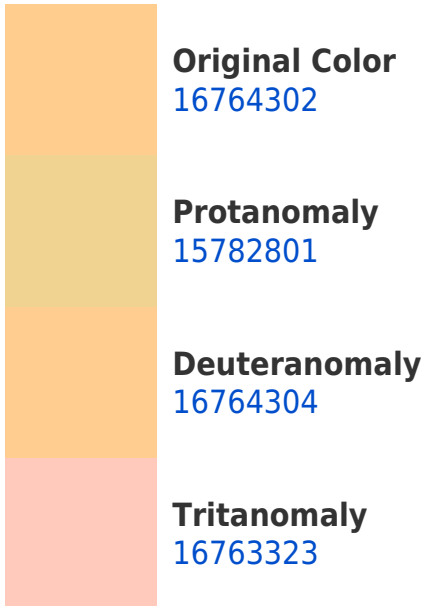 Original Color
16764302
Protanomaly
15782801
Deuteranomaly
16764304
Tritanomaly
16763323